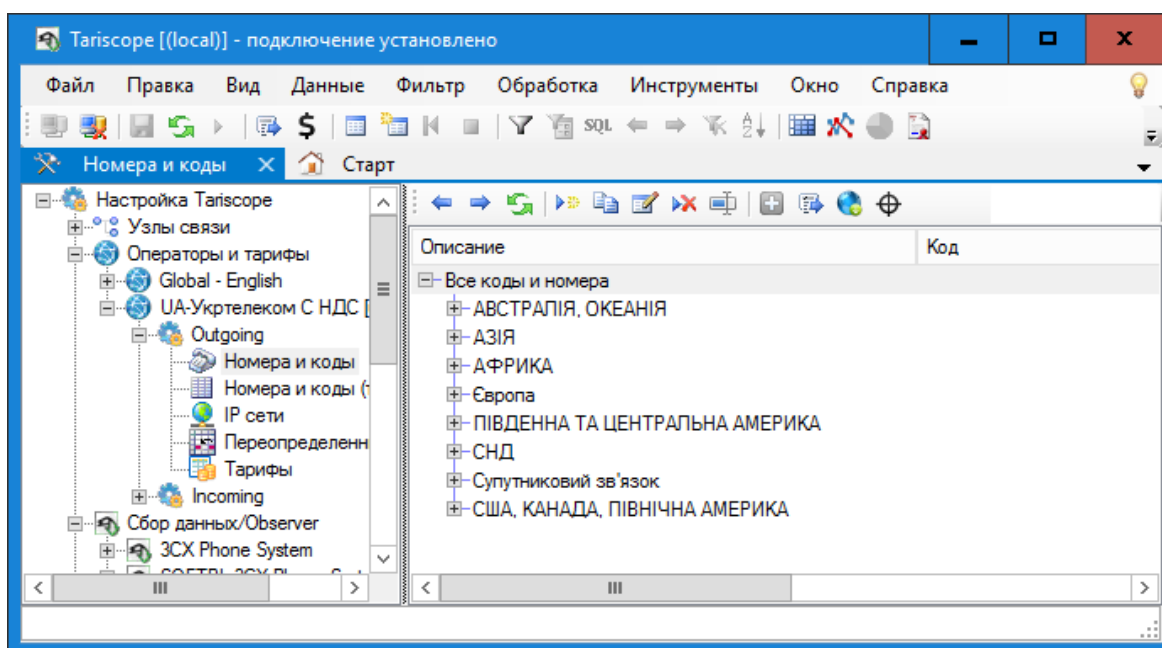 Tariscope [(local)] - подключение установлено
Файл Правка Вид Данные Фильтр Обработка Инструменты Окно Справка
SQL
Номера и коды Старт
Настройка Tariscope
Узлы связи
Операторы и тарифы
Global - English
UA-Укртелеком С НДС [
Outgoing
Номера и коды
Номера и коды (
IP сети
Переопределенн
Тарифы
Incoming
Сбор данных/Observer
3CX Phone System
Описание Код
Все коды и номера
АВСТРАЛІЯ, ОКЕАНІЯ
АЗІЯ
АФРИКА
Європа
ПІВДЕННА ТА ЦЕНТРАЛЬНА АМЕРИКА
СНД
Супутниковий зв'язок
США, КАНАДА, ПІВНІЧНА АМЕРИКА